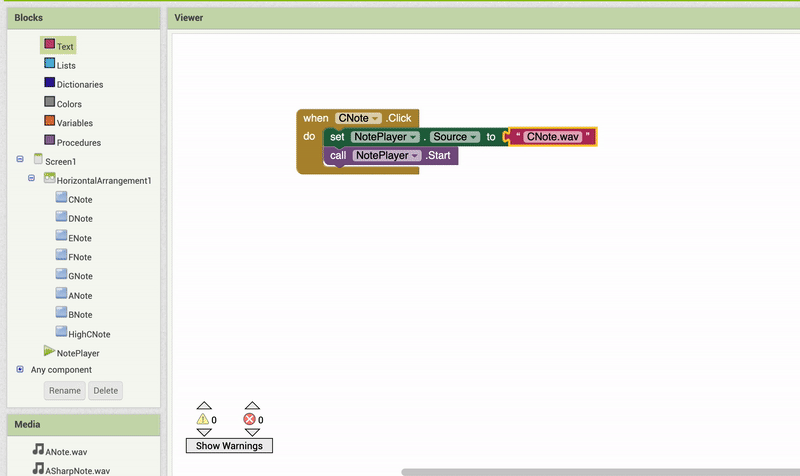 Blocks
Text
Lists
Dictionaries
Colors
Variables
Procedures
Screen1
HorizontalArrangement1
CNote
DNote
ENote
FNote
GNote
ANote
BNote
HighCNote
NotePlayer
Any component
Rename Delete
Media
ANote.wav
ASharpNote.wav
Viewer
when CNote .Click
do set NotePlayer . Source to “ CNote.wav ”
call NotePlayer .Start
0 0
Show Warnings